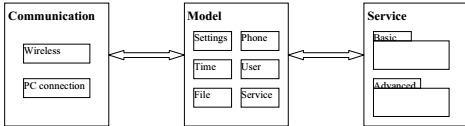 Communication
Wireless
PC connection
Model
Settings Phone
Time User
File Service
Service
Basic
Advanced